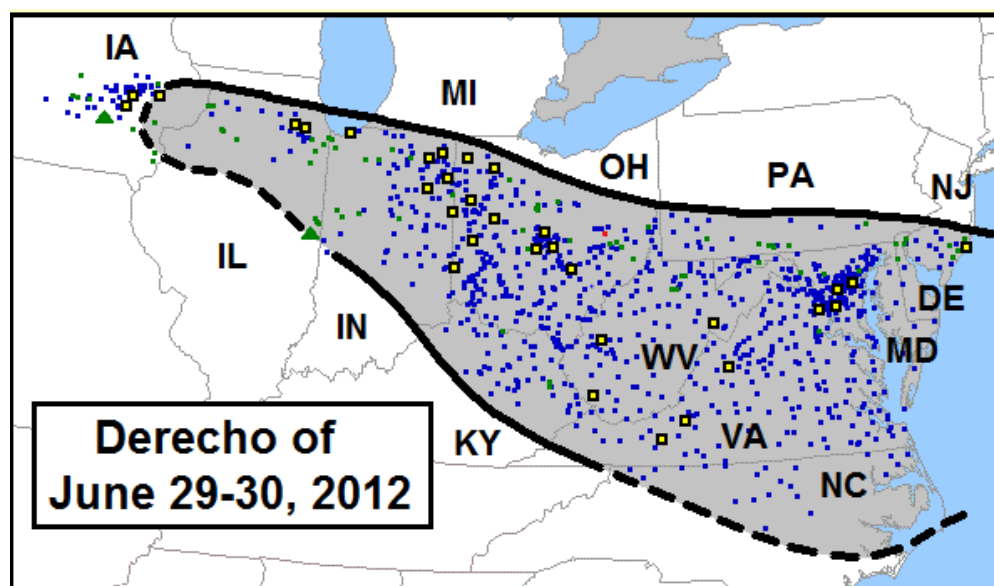 IA
MI
OH
PA
NJ
IL
IN
DE
WV
MD
KY
VA
NC
Derecho of
June 29-30, 2012